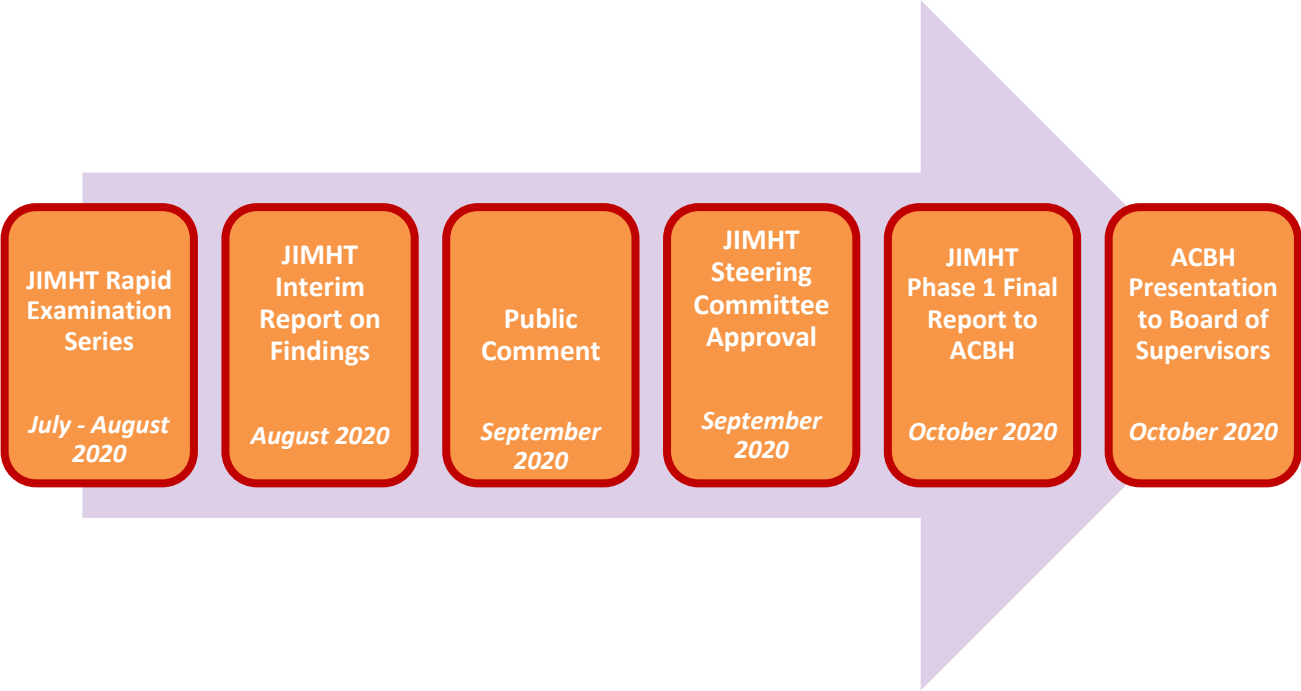 JIMHT Rapid
Examination
Series
July - August
2020
JIMHT
Interim
Report on
Findings
August 2020
Public
Comment
September
2020
JIMHT
Steering
Committee
Approval
September
2020
JIMHT
Phase 1 Final
Report to
ACBH
October 2020
ACBH
Presentation
to Board of
Supervisors
October 2020